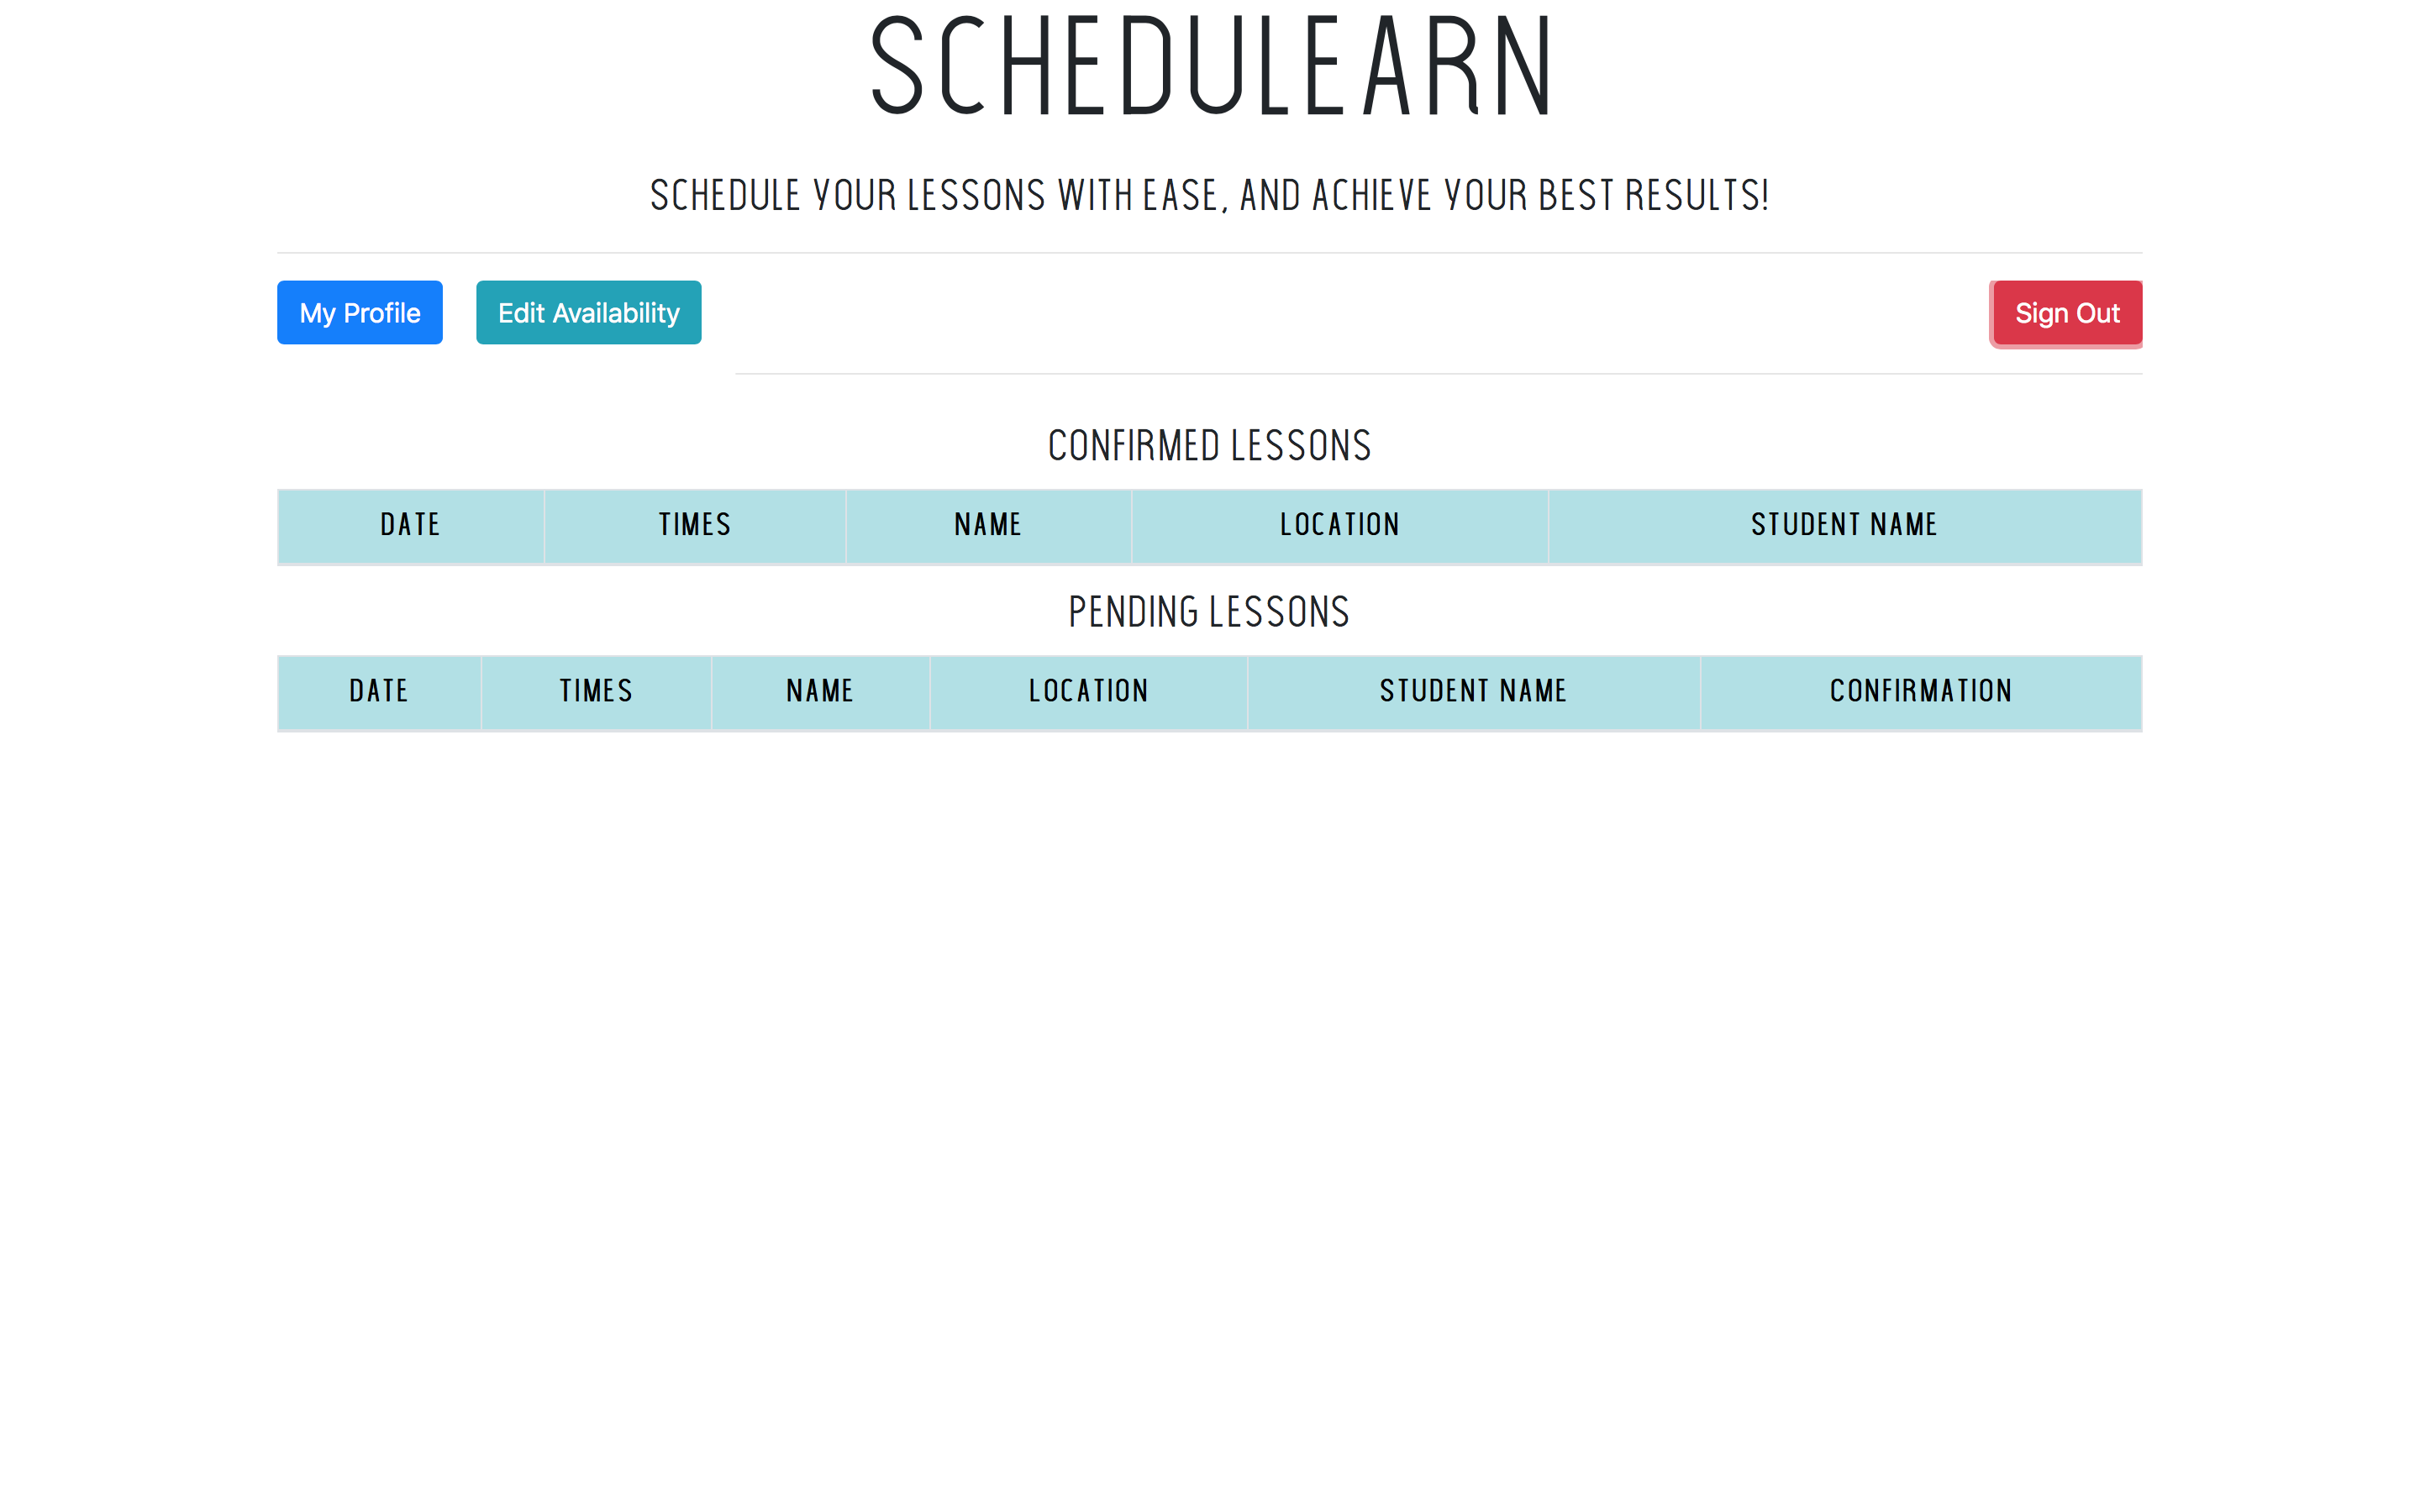 SCHEDULEARN
SCHEDULE YOUR LESSONS WITH EASE, AND ACHIEVE YOUR BEST RESULTS!
My Profile Edit Availability Sign Out
CONFIRMED LESSONS
DATE TIMES NAME LOCATION STUDENT NAME
PENDING LESSONS
DATE TIMES NAME LOCATION STUDENT NAME CONFIRMATION